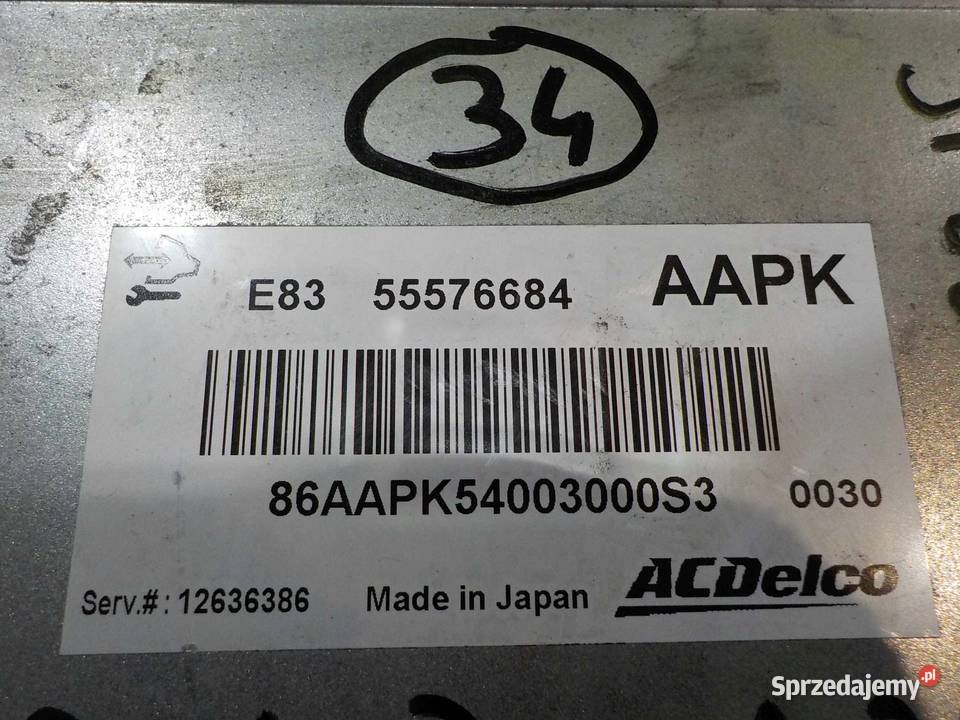 34
E83 55576684 AAPK
86AAPK54003000S3 0030
Serv.#: 12636386 Made in Japan ACDelco
Sprzedajemy.pl